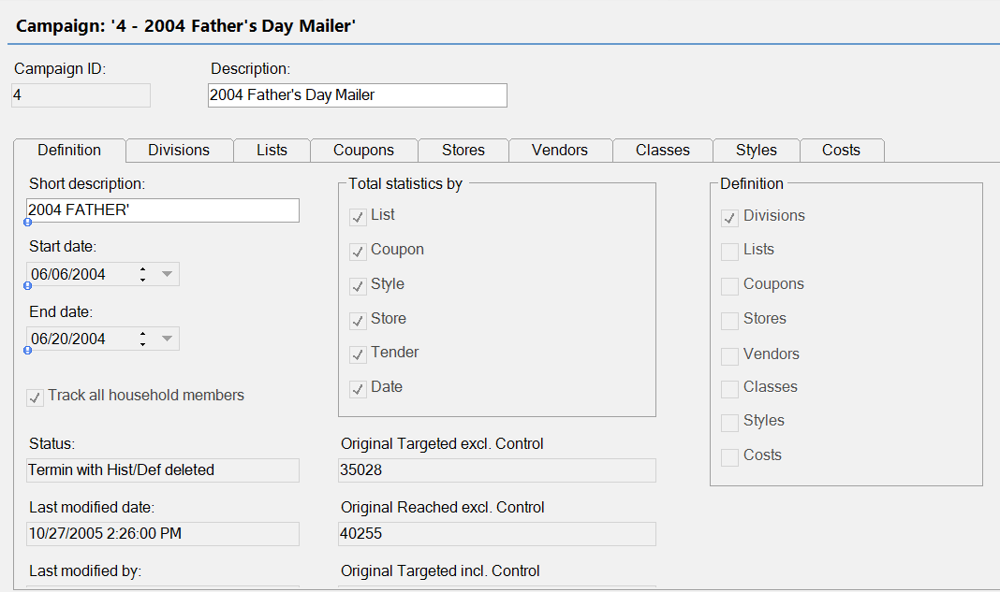 Campaign: '4 - 2004 Father's Day Mailer'
Campaign ID:
Description:
4
2004 Father's Day Mailer
Definition
Divisions
Lists
Coupons
Stores
Vendors
Classes
Styles
Costs
Short description:
2004 FATHER'
Start date:
06/06/2004
End date:
06/20/2004
Track all household members
Status:
Termin with Hist/Def deleted
Last modified date:
10/27/2005 2:26:00 PM
Last modified by:
Total statistics by
List
Coupon
Style
Store
Tender
Date
Original Targeted excl. Control
35028
Original Reached excl. Control
40255
Original Targeted incl. Control
Definition
Divisions
Lists
Coupons
Stores
Vendors
Classes
Styles
Costs